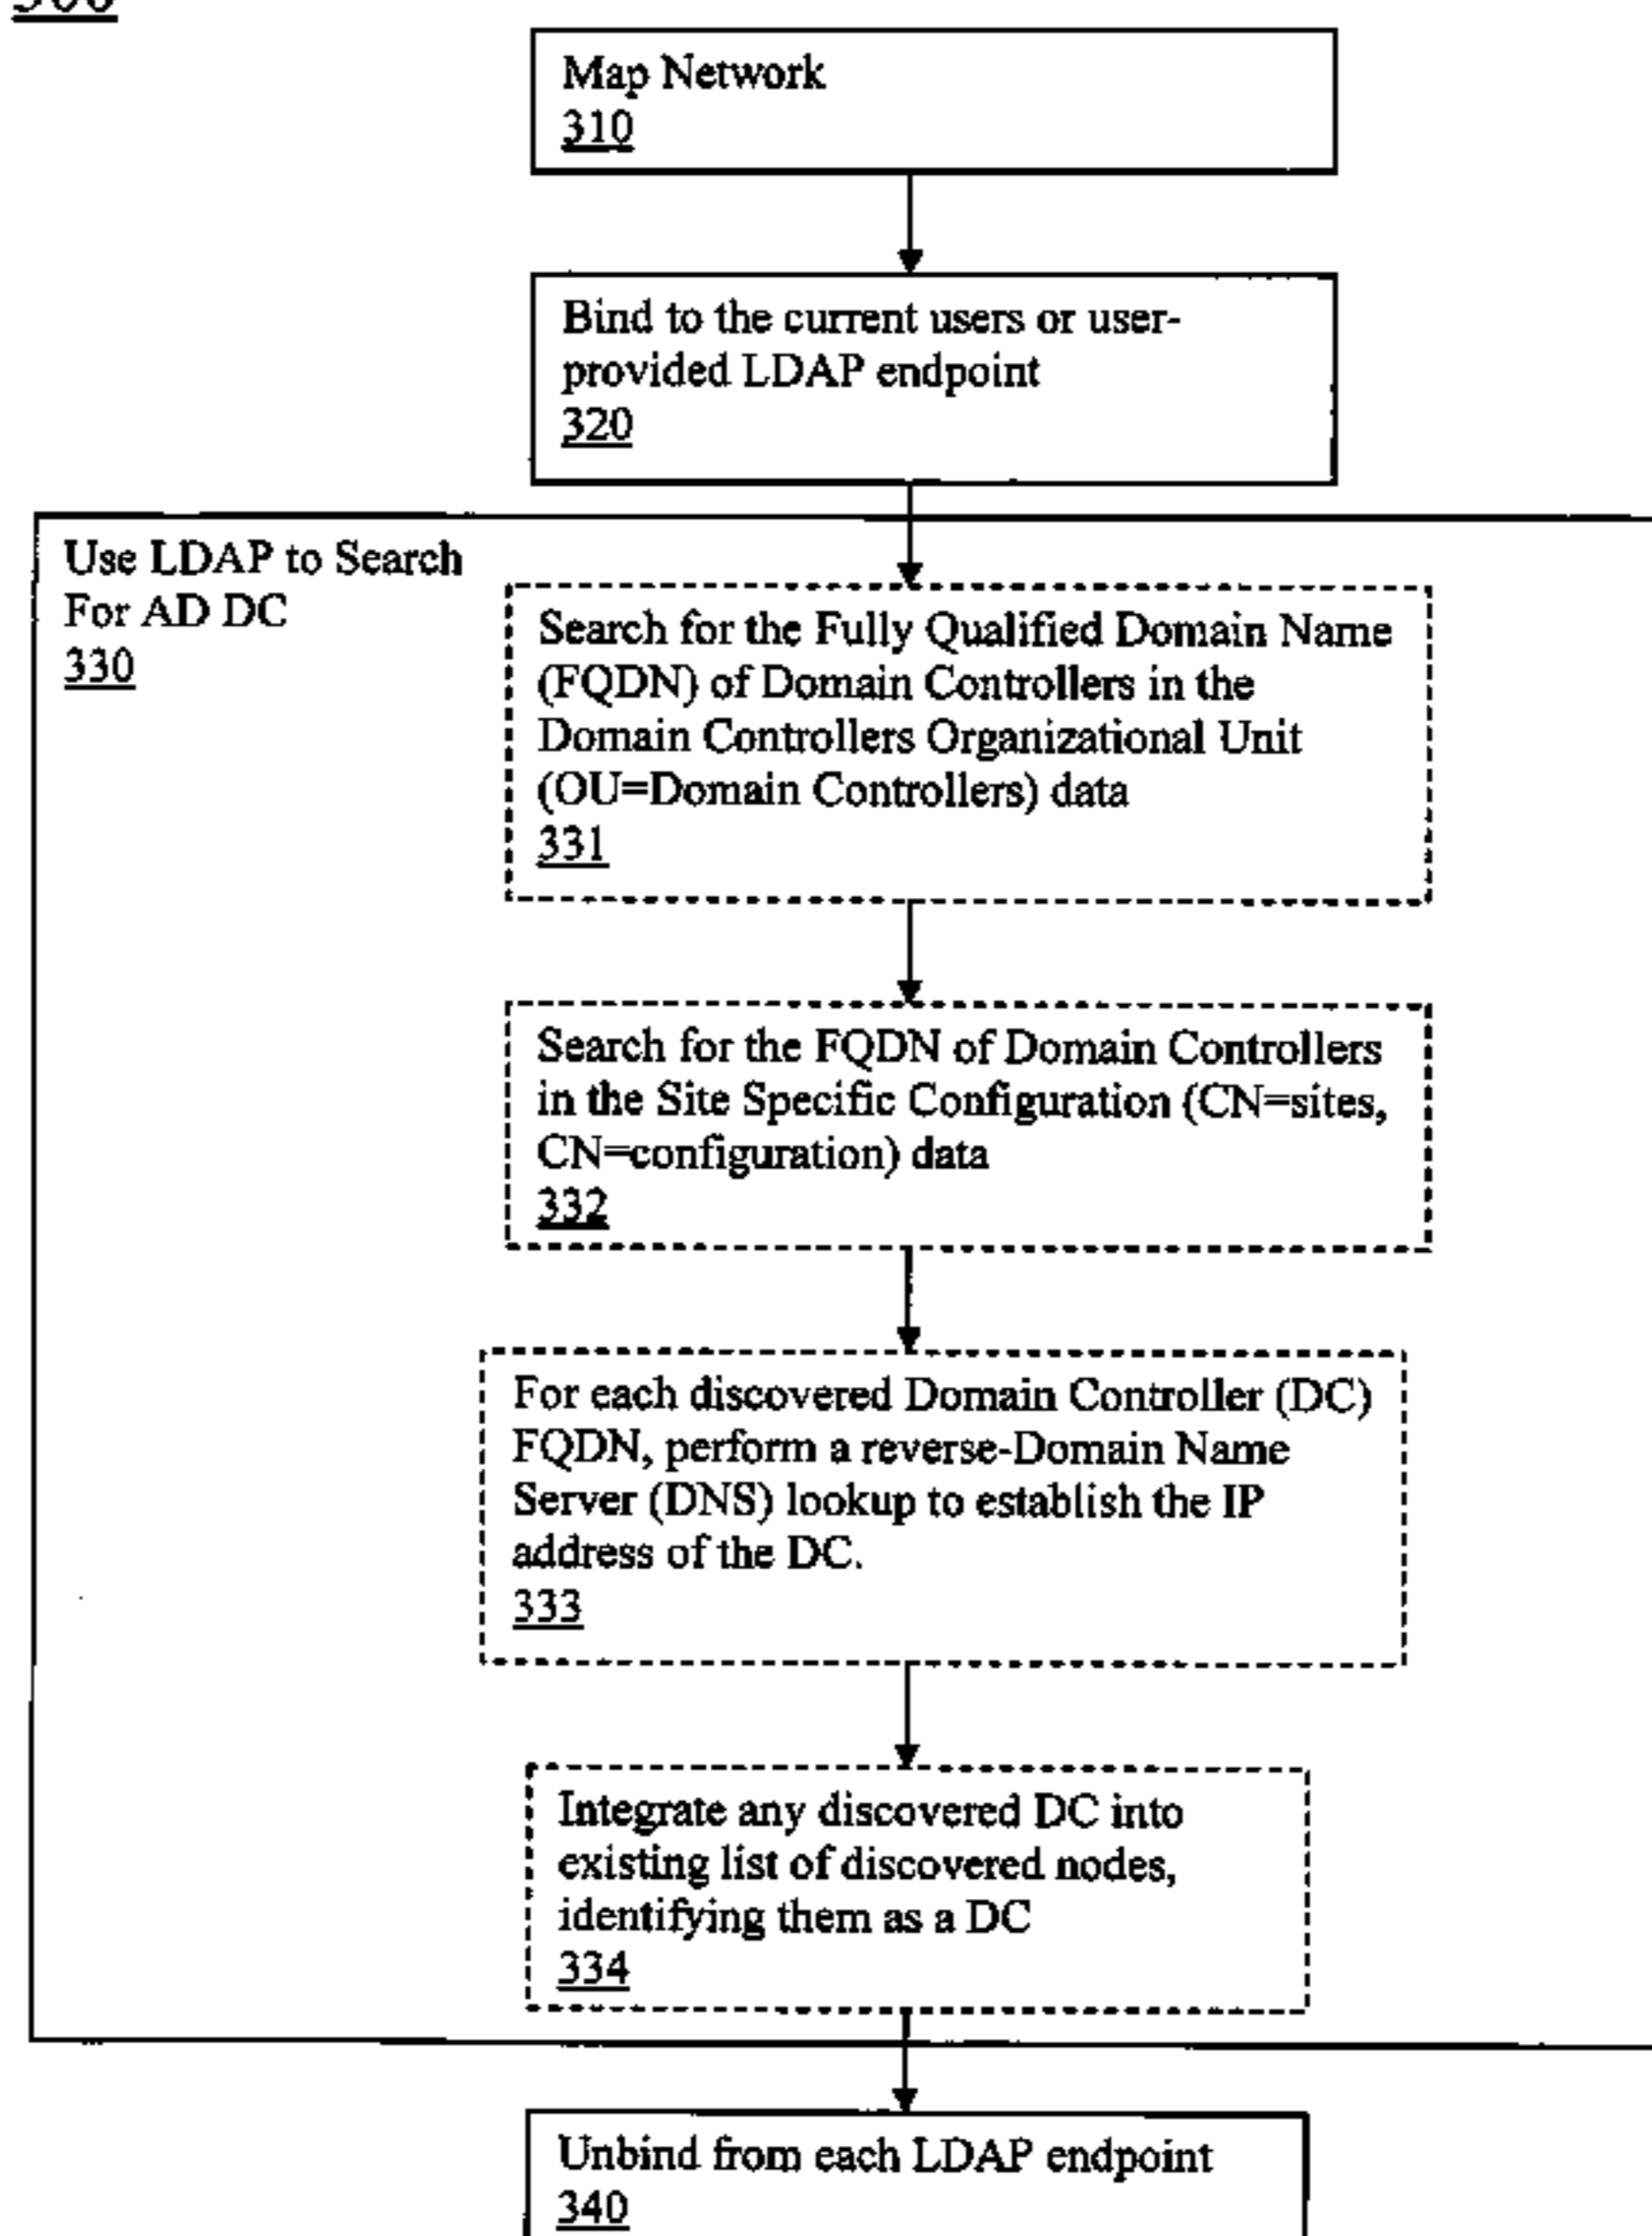 300
Map Network
310
Bind to the current users or user-
provided LDAP endpoint
320
Use LDAP to Search
For AD DC
330
Search for the Fully Qualified Domain Name
(FQDN) of Domain Controllers in the
Domain Controllers Organizational Unit
(OU=Domain Controllers) data
331
Search for the FQDN of Domain Controllers
in the Site Specific Configuration (CN=sites,
CN=configuration) data
332
For each discovered Domain Controller (DC)
FQDN, perform a reverse-Domain Name
Server (DNS) lookup to establish the IP
address of the DC.
333
Integrate any discovered DC into
existing list of discovered nodes,
identifying them as a DC
334
Unbind from each LDAP endpoint
340